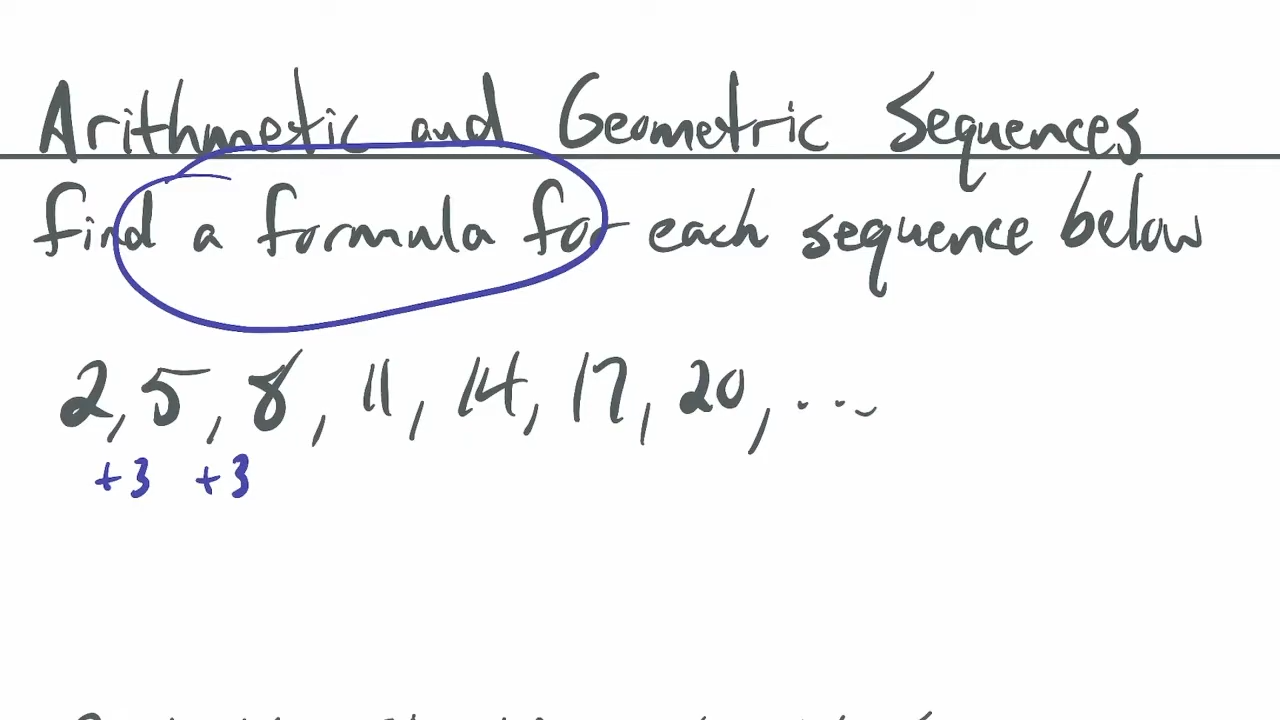 Arithmetic and Geometric Sequences
find a formula for each sequence below
2, 5, 8, 11, 14, 17, 20, ...
+3 +3